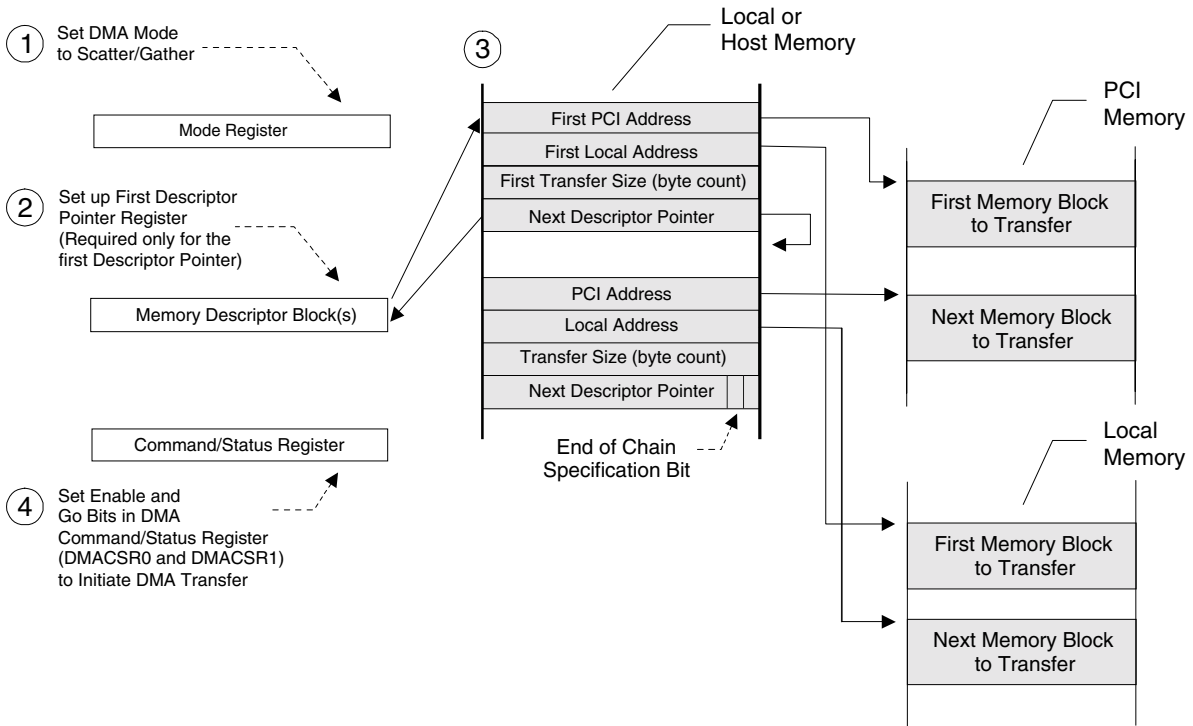 1
Set DMA Mode
to Scatter/Gather
Mode Register
2
Set up First Descriptor
Pointer Register
(Required only for the
first Descriptor Pointer)
Memory Descriptor Block(s)
Command/Status Register
4
Set Enable and
Go Bits in DMA
Command/Status Register
(DMACSR0 and DMACSR1)
to Initiate DMA Transfer
3
Local or
Host Memory
First PCI Address
First Local Address
First Transfer Size (byte count)
Next Descriptor Pointer
PCI Address
Local Address
Transfer Size (byte count)
Next Descriptor Pointer
End of Chain
Specification Bit
PCI
Memory
First Memory Block
to Transfer
Next Memory Block
to Transfer
Local
Memory
First Memory Block
to Transfer
Next Memory Block
to Transfer